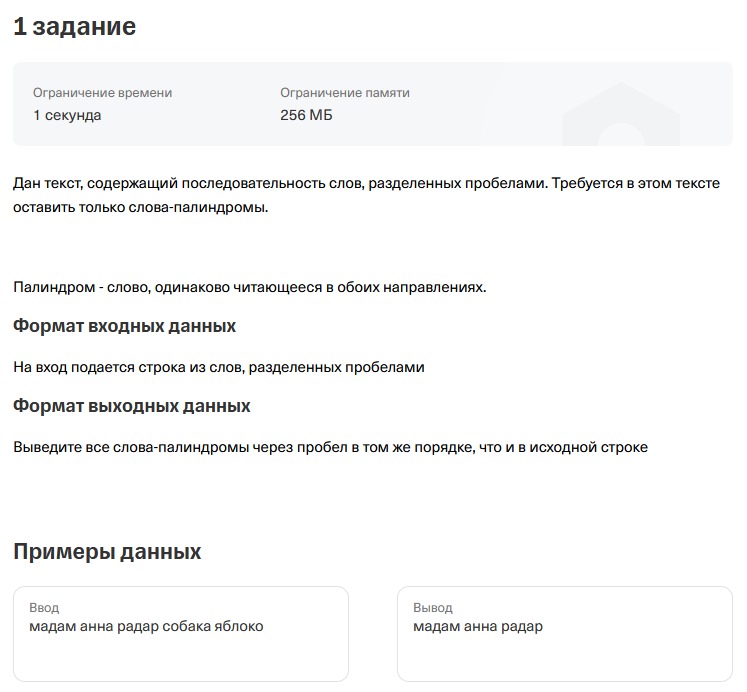 1 задание
Ограничение времени
1 секунда
Ограничение памяти
256 МБ
Дан текст, содержащий последовательность слов, разделенных пробелами. Требуется в этом тексте
оставить только слова-палиндромы.
Палиндром - слово, одинаково читающееся в обоих направлениях.
Формат входных данных
На вход подается строка из слов, разделенных пробелами
Формат выходных данных
Выведите все слова-палиндромы через пробел в том же порядке, что и в исходной строке
Примеры данных
Ввод
мадам анна радар собака яблоко
Вывод
мадам анна радар